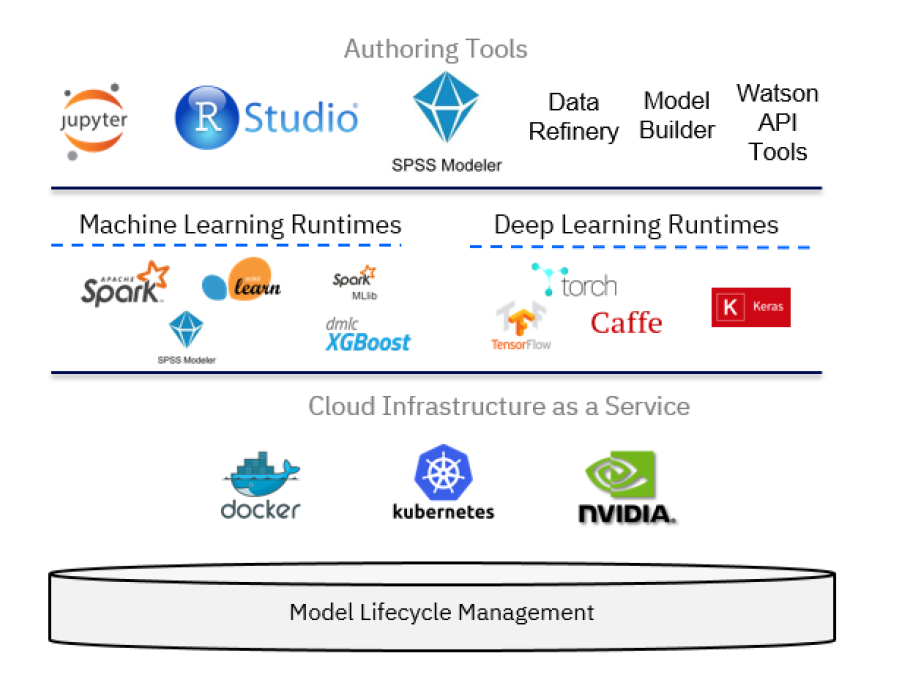 Authoring Tools
jupyter
R Studio
SPSS Modeler
Data
Refinery
Model
Builder
Watson
API
Tools
Machine Learning Runtimes
Deep Learning Runtimes
APACHE
Spark
learn
Spark
MLlib
SPSS Modeler
dmlc
XGBoost
torch
TensorFlow
Caffe
K Keras
Cloud Infrastructure as a Service
docker
kubernetes
NVIDIA.
Model Lifecycle Management